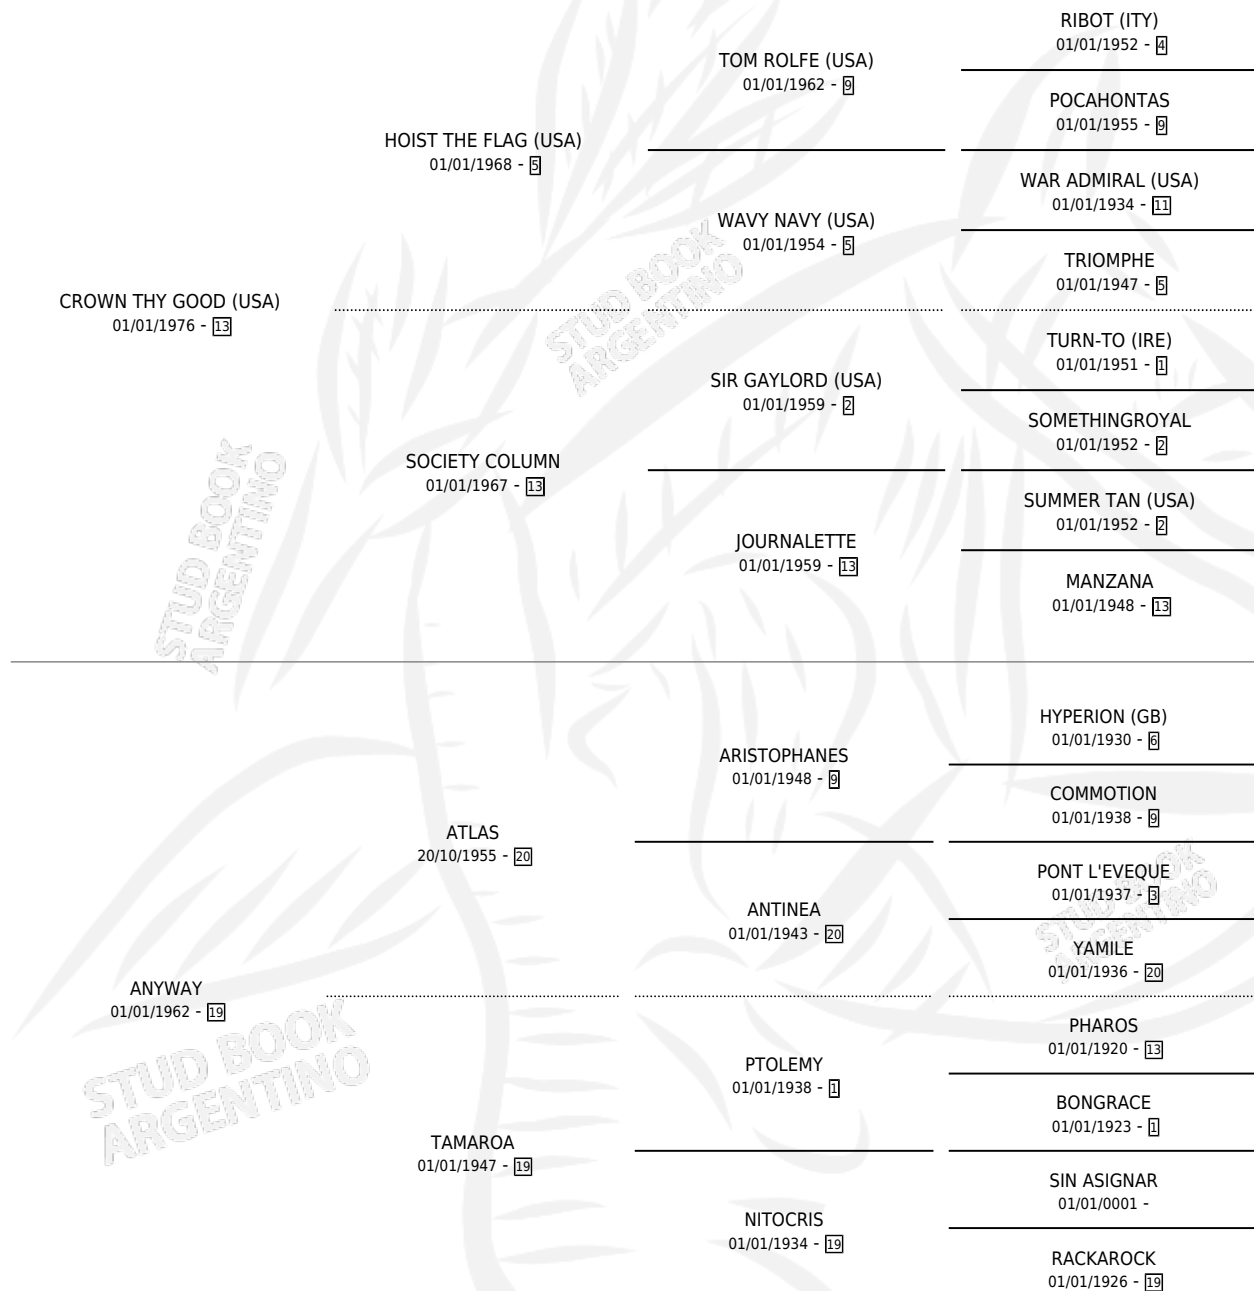 RIBOT (ITY)
01/01/1952 - 4
TOM ROLFE (USA)
01/01/1962 - 9
POCAHONTAS
01/01/1955 - 9
HOIST THE FLAG (USA)
01/01/1968 - 5
WAR ADMIRAL (USA)
01/01/1934 - 11
WAVY NAVY (USA)
01/01/1954 - 5
TRIOMPHE
01/01/1947 - 5
CROWN THY GOOD (USA)
01/01/1976 - 13
TURN-TO (IRE)
01/01/1951 - 1
SIR GAYLORD (USA)
01/01/1959 - 2
SOMETHINGROYAL
01/01/1952 - 2
SOCIETY COLUMN
01/01/1967 - 13
SUMMER TAN (USA)
01/01/1952 - 2
JOURNALETTE
01/01/1959 - 13
MANZANA
01/01/1948 - 13
HYPERION (GB)
01/01/1930 - 6
ARISTOPHANES
01/01/1948 - 9
COMMOTION
01/01/1938 - 9
ATLAS
20/10/1955 - 20
PONT L'EVEQUE
01/01/1937 - 3
ANTINEA
01/01/1943 - 20
YAMILE
01/01/1936 - 20
ANYWAY
01/01/1962 - 19
PHAROS
01/01/1920 - 13
PTOLEMY
01/01/1938 - 1
BONGRACE
01/01/1923 - 1
TAMAROA
01/01/1947 - 19
SIN ASIGNAR
01/01/0001 -
NITOCRIS
01/01/1934 - 19
RACKAROCK
01/01/1926 - 19
STUD BOOK
ARGENTINO
STUD BOOK
ARGENTINO
STUD BOOK
ARGENTINO
STUD BOOK
ARGENTINO